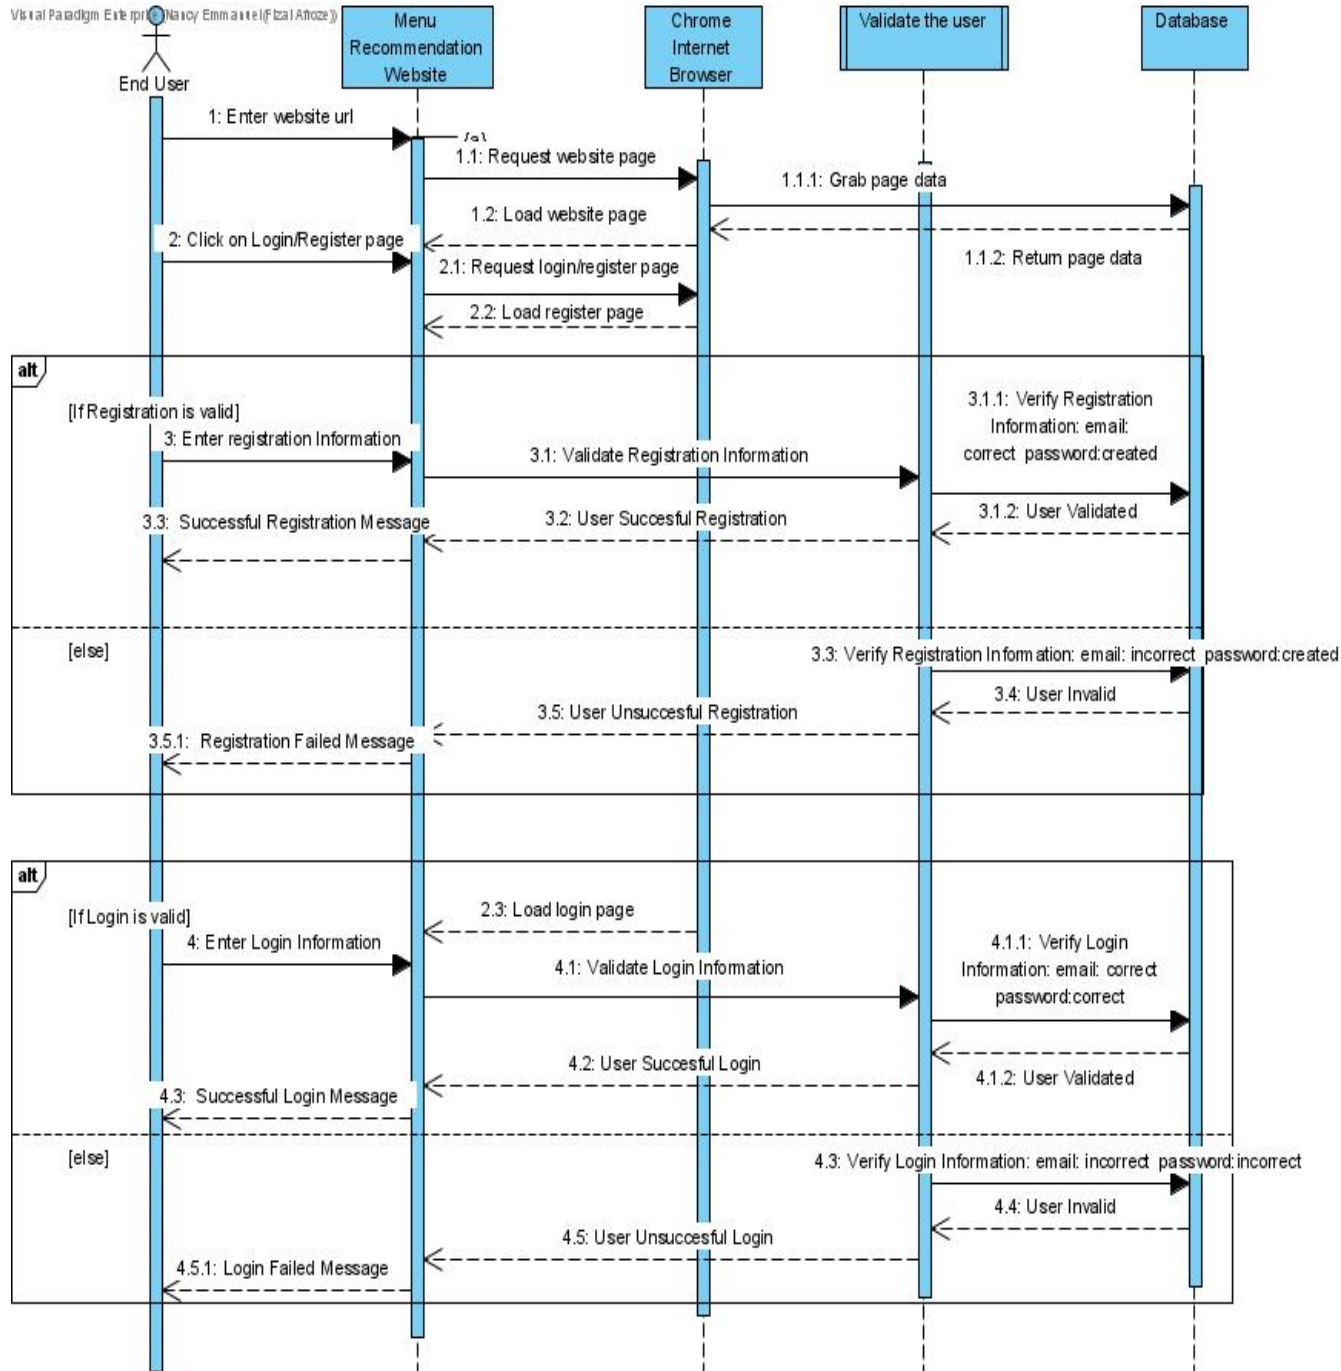 Visual Paradigm Enterprise (Nancy Emmanuel(Fizal Afroze))
End User
Menu
Recommendation
Website
Chrome
Internet
Browser
Validate the user
Database
1: Enter website url
1.1: Request website page
1.1.1: Grab page data
1.2: Load website page
2: Click on Login/Register page
1.1.2: Return page data
2.1: Request login/register page
2.2: Load register page
alt
[If Registration is valid]
3: Enter registration Information
3.1: Validate Registration Information
3.1.1: Verify Registration
Information: email:
correct password:created
3.1.2: User Validated
3.2: User Succesful Registration
3.3: Successful Registration Message
[else]
3.3: Verify Registration Information: email: incorrect password:created
3.4: User Invalid
3.5: User Unsuccesful Registration
3.5.1: Registration Failed Message
alt
[If Login is valid]
2.3: Load login page
4: Enter Login Information
4.1: Validate Login Information
4.1.1: Verify Login
Information: email: correct
password:correct
4.2: User Succesful Login
4.1.2: User Validated
4.3: Successful Login Message
[else]
4.3: Verify Login Information: email: incorrect password:incorrect
4.4: User Invalid
4.5: User Unsuccesful Login
4.5.1: Login Failed Message